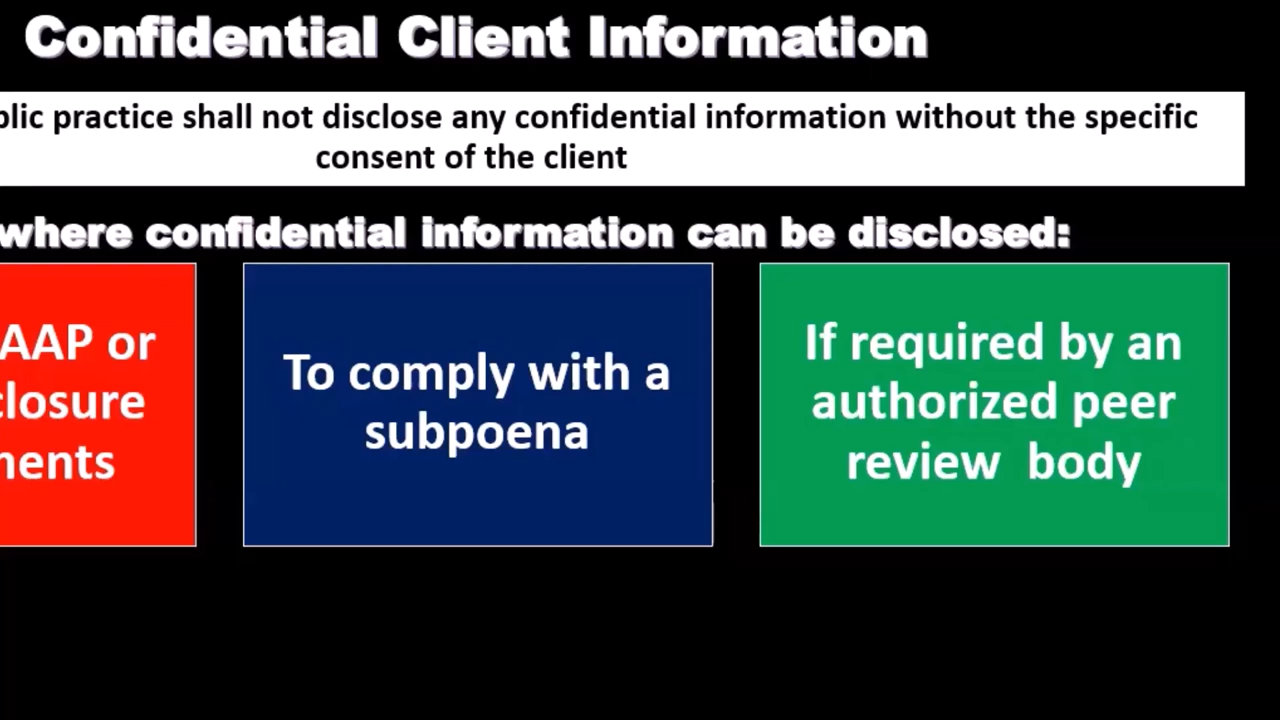 Confidential Client Information
blic practice shall not disclose any confidential information without the specific
consent of the client
where confidential information can be disclosed:
AAP or
closure
ments
To comply with a
subpoena
If required by an
authorized peer
review body